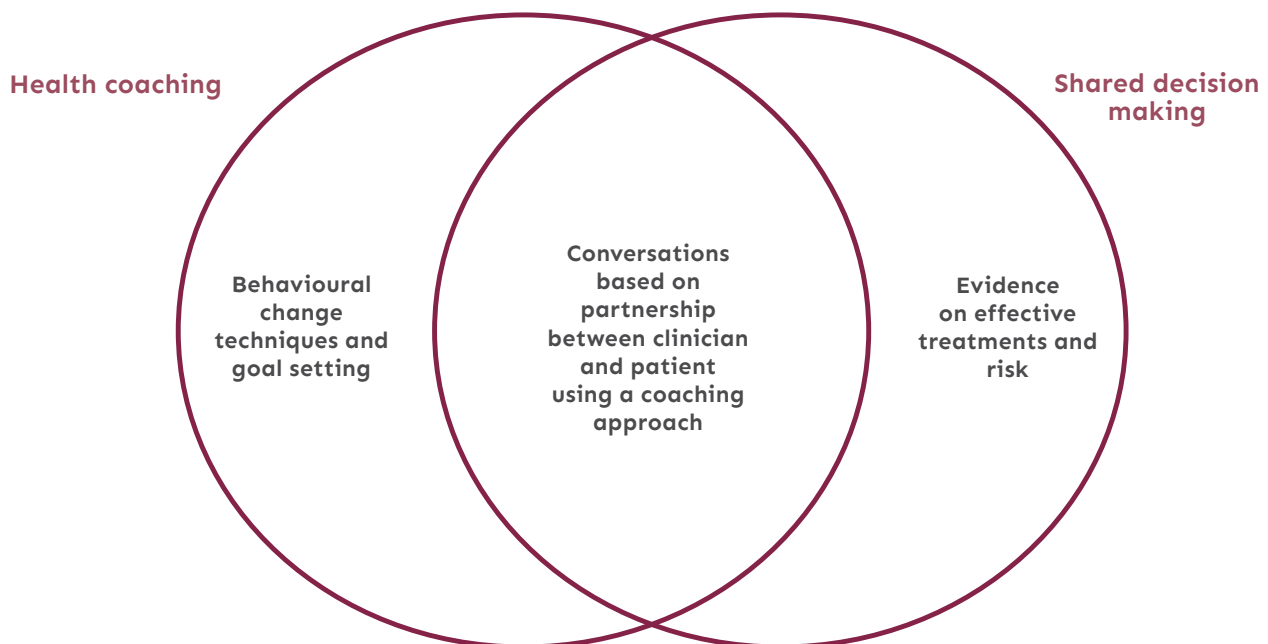 Health coaching
Shared decision
making
Behavioural
change
techniques and
goal setting
Conversations
based on
partnership
between clinician
and patient
using a coaching
approach
Evidence
on effective
treatments and
risk